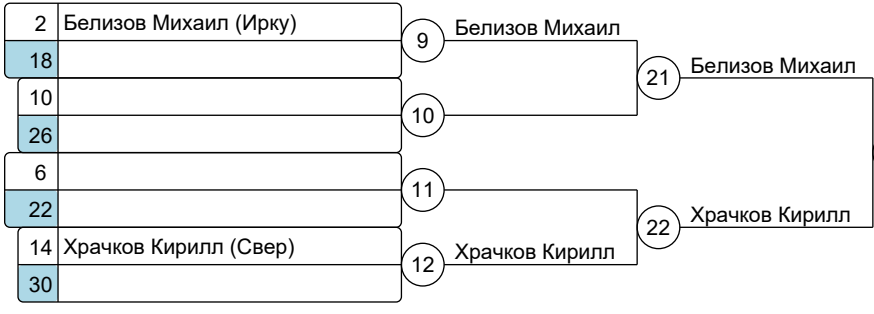 2 Белизов Михаил (Ирку)
9 Белизов Михаил
18
21 Белизов Михаил
10
10
26
6
11
22
22 Храчков Кирилл
14 Храчков Кирилл (Свер)
12 Храчков Кирилл
30